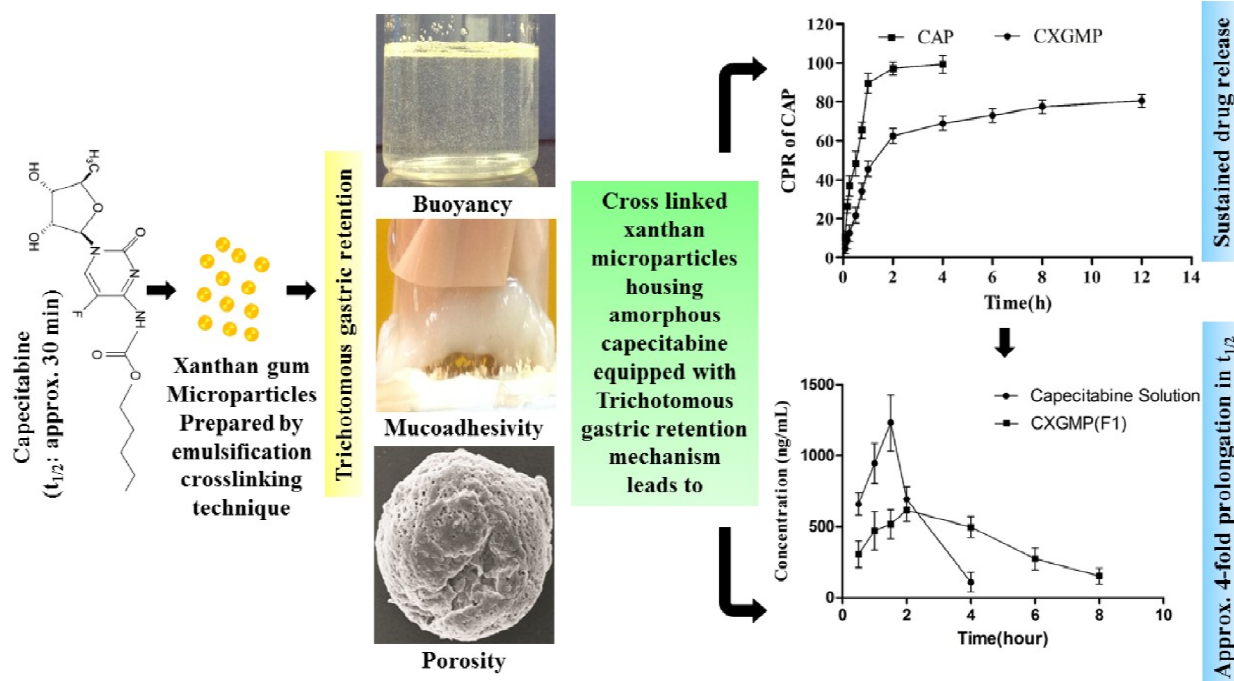 Capecitabine
(t1/2: approx. 30 min)
H3C
HO
O
OH
N
O
N
F
NH
O
O
Xanthan gum
Microparticles
Prepared by
emulsification
crosslinking
technique
Trichotomous gastric retention
Buoyancy
Mucoadhesivity
Porosity
Cross linked
xanthan
microparticles
housing
amorphous
capecitabine
equipped with
Trichotomous
gastric retention
mechanism
leads to
CPR of CAP
120
100
80
60
40
20
0
CAP
CXGMP
0 2 4 6 8 10 12 14
Time(h)
Sustained drug release
Concentration (ng/mL)
1500
1000
500
0
Capecitabine Solution
CXGMP(F1)
0 2 4 6 8 10
Time(hour)
Approx. 4-fold prolongation in t1/2